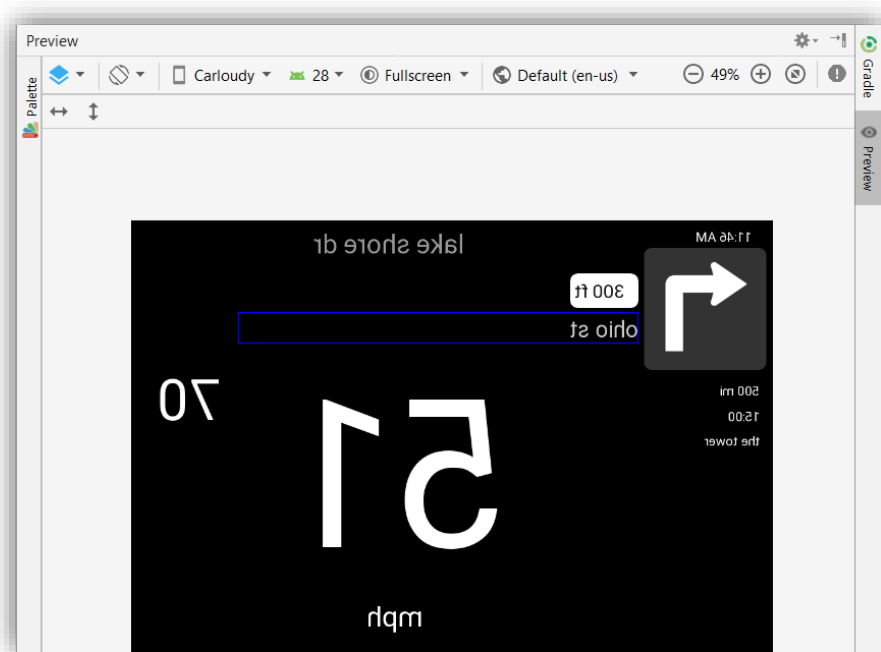 Preview
Carloudy 28 Fullscreen Default (en-us) 49%
Palette
Gradle
Preview
lake shore dr
11:46 AM
300 ft
ohio st
70
51
500 mi
15:00
the tower
mph